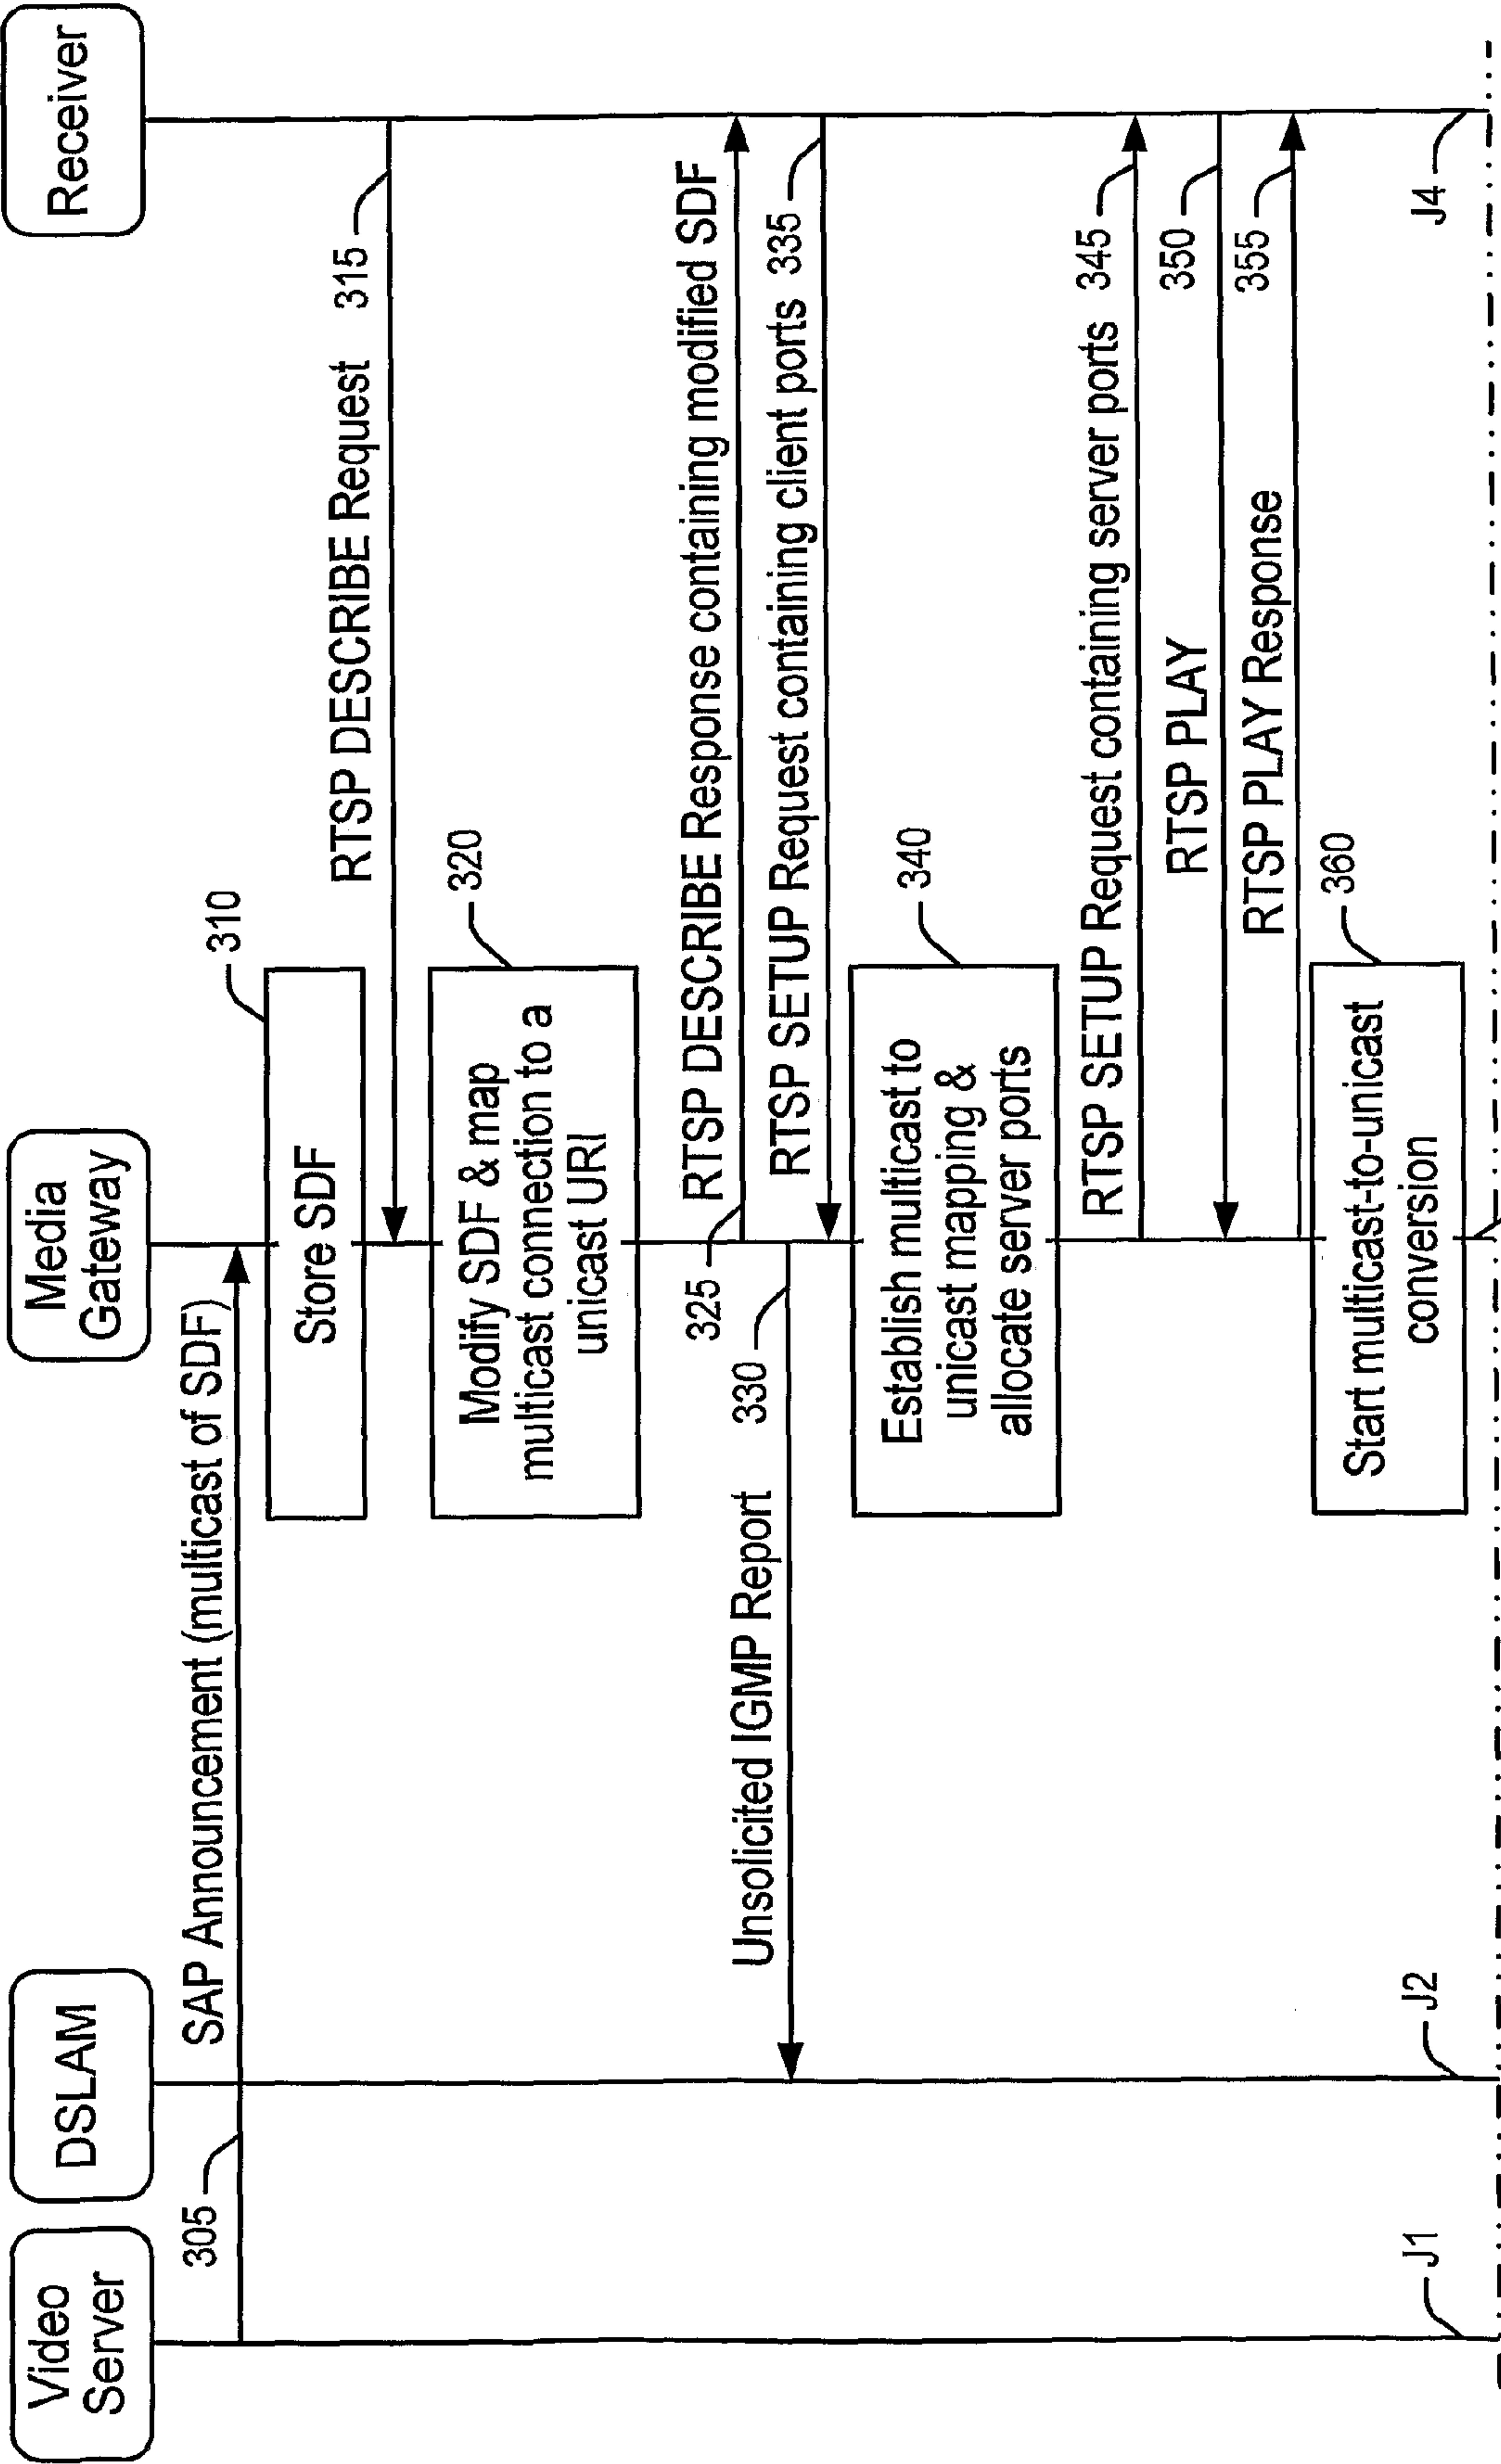 Video
Server
DSLAM
Media
Gateway
Receiver
305
SAP Announcement (multicast of SDF)
310
Store SDF
RTSP DESCRIBE Request
315
320
Modify SDF & map
multicast connection to a
unicast URI
325
RTSP DESCRIBE Response containing modified SDF
Unsolicited IGMP Report
330
RTSP SETUP Request containing client ports
335
340
Establish multicast to
unicast mapping &
allocate server ports
RTSP SETUP Request containing server ports
345
RTSP PLAY
350
RTSP PLAY Response
355
360
Start multicast-to-unicast
conversion
J1
J2
J4